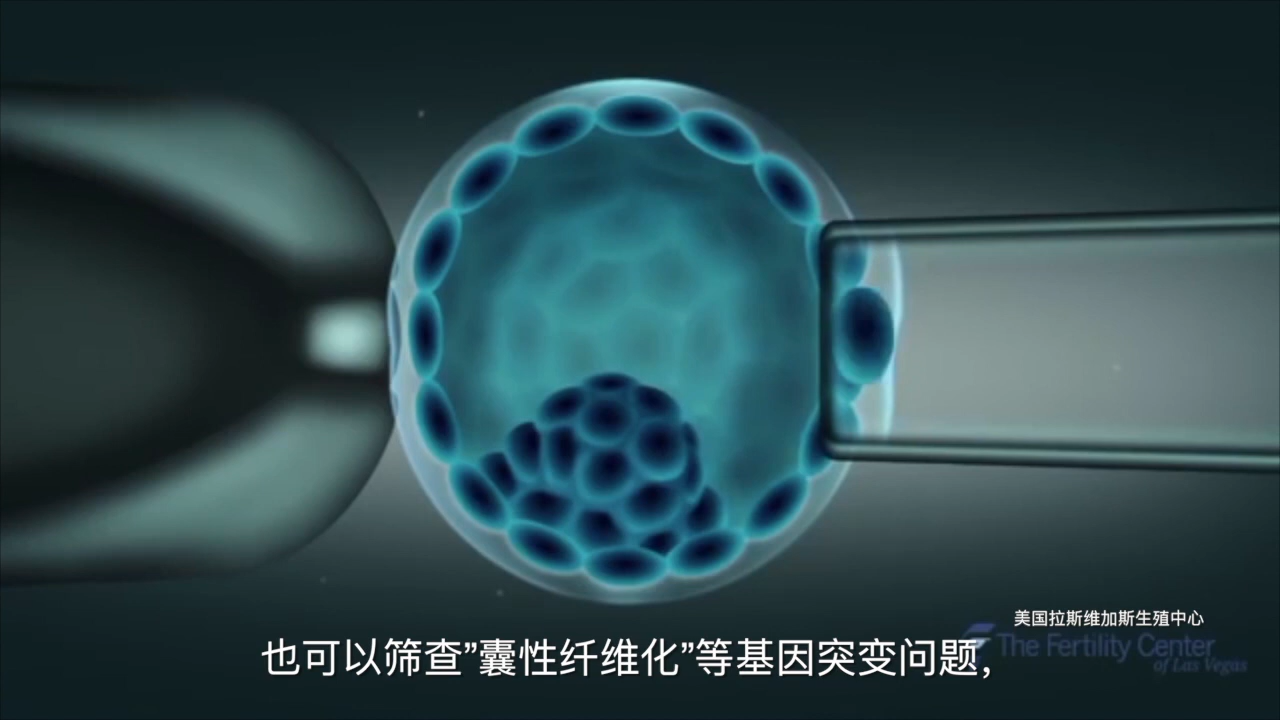 美国拉斯维加斯生殖中心
The Fertility Center
of Las Vegas
也可以筛查”囊性纤维化”等基因突变问题,